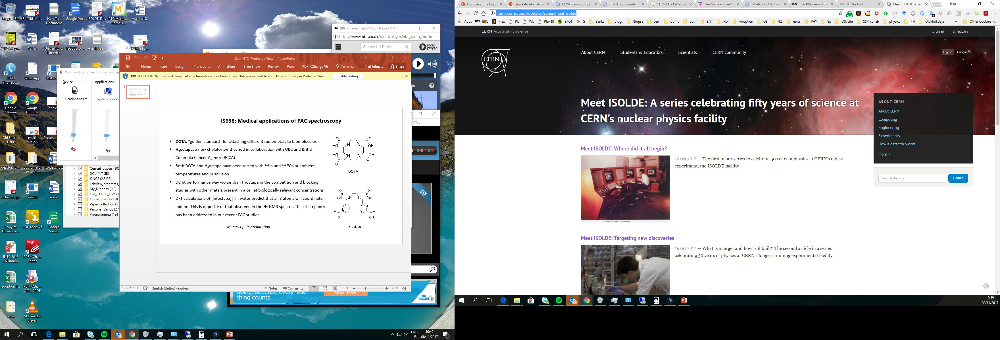 Recycle Bin
Ronald_In_I...
New Text Document
Google Docs
ISOLDE-IN...
PTC Mathcad Prime 3.0
Access_IS...
131Cs
University of Limerick
ISOLDE_sc...
email_bea...
CERN Phonebo...
WhatsApp
MakeM
Google Chrome
Google Chrome
adele
Old Firefox Data
multi nucle...
Presenta
desktop_th...
Coordinator network
Isoldescript
FicheEnregi...
Vivaldi
merit
Copy of Overview ...
PDF Tools V6
Google Sheets
INTC 2017 LWillmann
PDF-XCha... Editor
adoption_l...
PDF-XCha... Office2PDF
temp
VLC media player
Volume Mixer - Headphones (2- Hig
Device
Applications
Headphones
System Sounds
Current_papers (302
DCU (4.7 GB)
KINGS (2.3 GB)
Labview_programs_
My_Dropbox (0 B)
Old_ISOLDE_Files (1
Origin_files (75 KB)
Paper_collection (17
Personal_things (2.4
Programming (194
BBC - Radio 4 Six O'Clock News - 07/1...
https://www.bbc.co.uk/radio/player/bbc_radio_fourfm
Search UK Radio
radio player
LIVE
Karl INTC [Protected View] - PowerPoint
File Home Insert Design Transitions Animations Slide Show Review View PDF-XChange V6 Tell me... Karl Johnston Share
PROTECTED VIEW Be careful—email attachments can contain viruses. Unless you need to edit, it's safer to stay in Protected View. Enable Editing
1
IS638: Medical applications of PAC spectroscopy
• DOTA: “golden standard” for attaching different radiometals to biomolecules
• H4octapa: a new chelator synthesized in collaboration with UBC and British
Columbia Cancer Agency (BCCA)
• Both DOTA and H4octapa have been tested with 111In and 111mCd at ambient
temperatures and in solution
• DOTA performance way worse than H4octapa in the competition and blocking
studies with other metals present in a cell at biologically relevant concentrations
• DFT calculations of [In(octapa)]- in water predict that all 8 atoms will coordinate
indium. This is opposite of that observed in the 1H NMR spectra. This discrepancy
has been addressed in our recent PAC studies
Manuscript in preparation
DOTA
H4octapa
Slide 1 of 1 English (United Kingdom) Notes Comments 67%
doing, because every little
thing counts.
Read more
KLM
ENG
US
10:49
08/11/2017
Discovery of a big
Quark-level analogu
CERN community |
CERN community |
CERN BE - OP eLog
The NichePhone-S
IMPACT - DIMR 797
Irish PM wears 'sha
RTÉ Radio 1
Meet ISOLDE: A ser
home.cern/about/updates/series/meet-isolde
Apps BBC Plex RL WL Plex It! SPOT G Banks blogs Blogs2 cern Comp conf ENT Hol Adoption GE IRL news PHY Sp Off/Life SSP_collab physics PH Old-holidays » Other bookmarks
CERN Accelerating science
Sign in Directory
CERN
About CERN Students & Educators Scientists CERN community
English Français
Meet ISOLDE: A series celebrating fifty years of science at
CERN's nuclear physics facility
ABOUT CERN
About CERN
Computing
Engineering
Experiments
How a detector works
more ›
Search this site Search
Meet ISOLDE: Where did it all begin?
16 Oct 2017 — The first in our series to celebrate 50 years of physics at CERN’s oldest
experiment, the ISOLDE facility
Meet ISOLDE: Targeting new discoveries
16 Oct 2017 — What is a target and how is it built? The second article in a series
celebrating 50 years of physics at CERN’s longest running experimental facility
10:49
08/11/2017